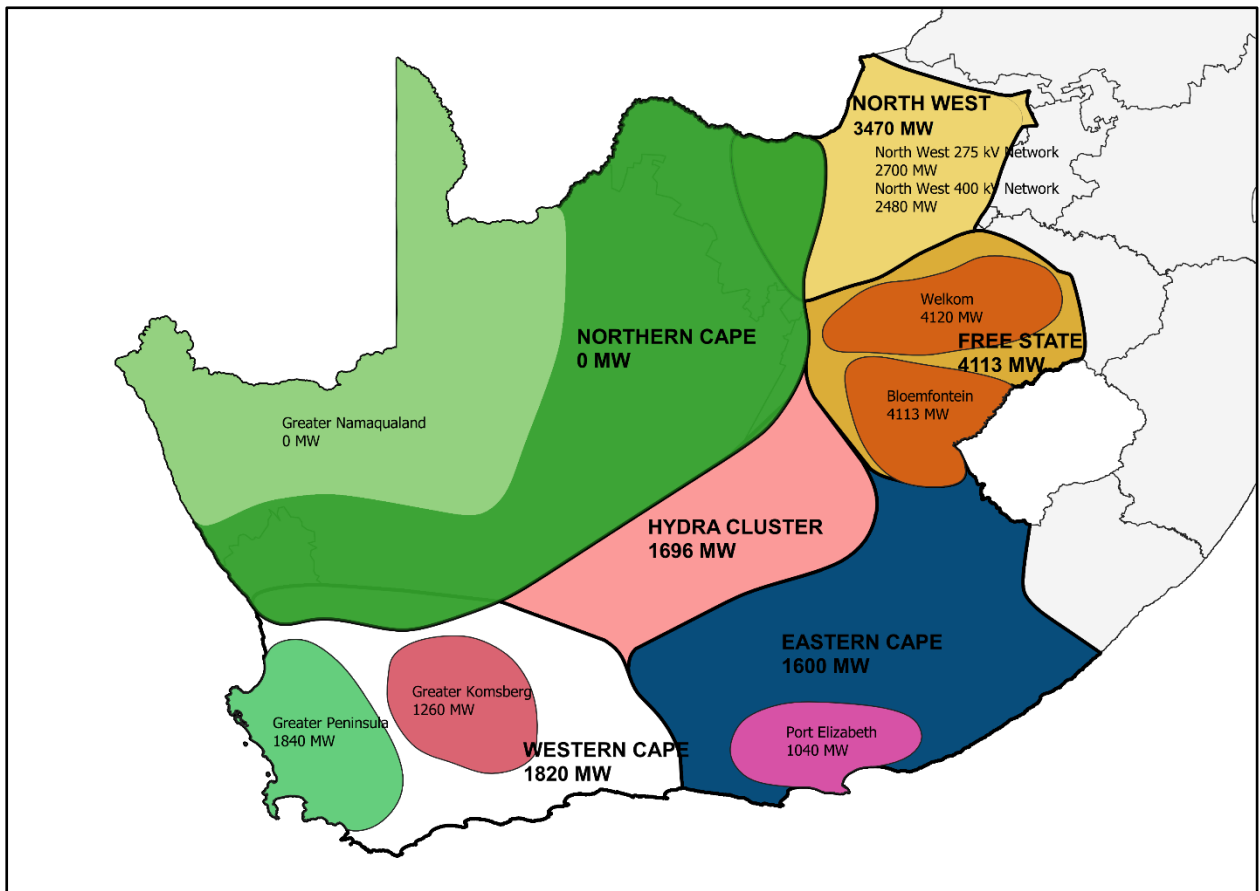 NORTH WEST
3470 MW
North West 275 kV Network
2700 MW
North West 400 kV Network
2480 MW
Welkom
4120 MW
FREE STATE
4113 MW
Bloemfontein
4113 MW
NORTHERN CAPE
0 MW
Greater Namaqualand
0 MW
HYDRA CLUSTER
1696 MW
EASTERN CAPE
1600 MW
Port Elizabeth
1040 MW
Greater Komsberg
1260 MW
Greater Peninsula
1840 MW
WESTERN CAPE
1820 MW